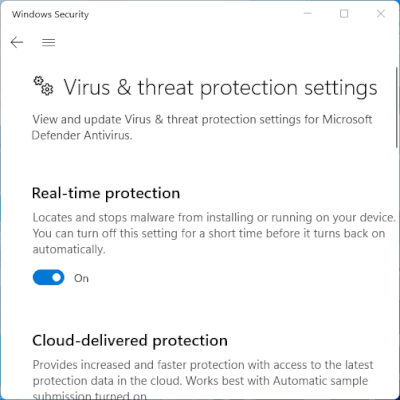 Windows Security
Virus & threat protection settings
View and update Virus & threat protection settings for Microsoft
Defender Antivirus.
Real-time protection
Locates and stops malware from installing or running on your device.
You can turn off this setting for a short time before it turns back on
automatically.
On
Cloud-delivered protection
Provides increased and faster protection with access to the latest
protection data in the cloud. Works best with Automatic sample
submission turned on